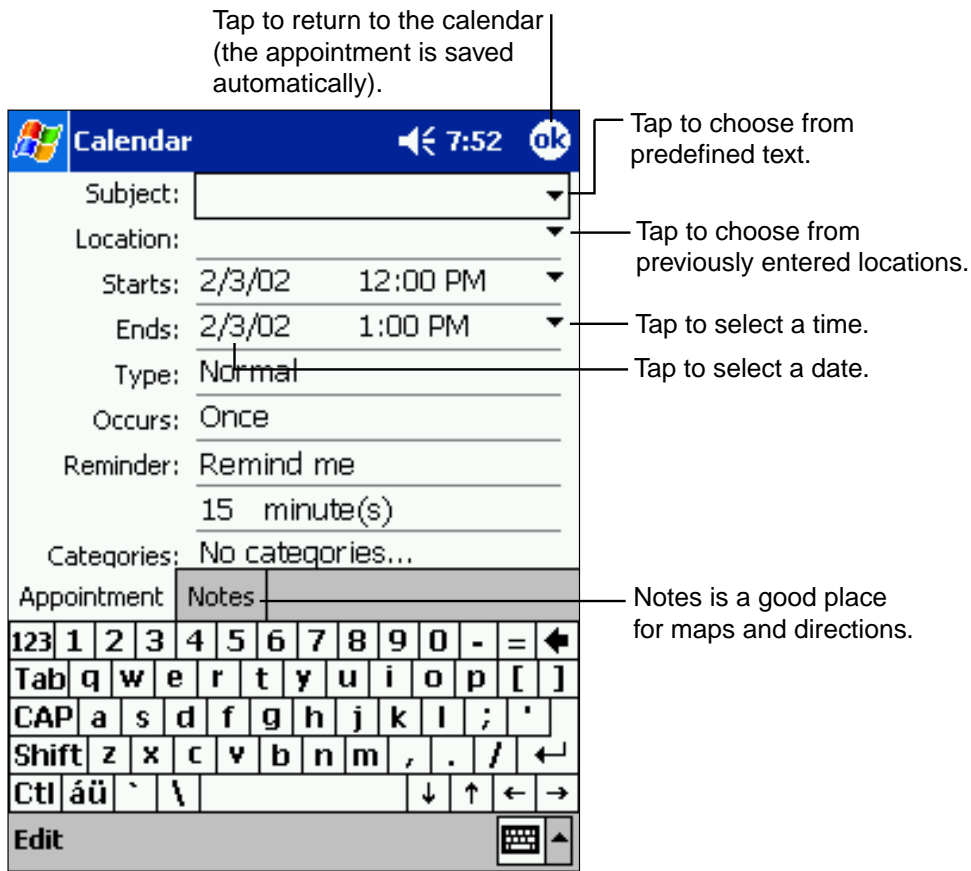 Tap to return to the calendar
(the appointment is saved
automatically).
Calendar 7:52 ok
Tap to choose from
predefined text.
Subject:
Location:
Tap to choose from
previously entered locations.
Starts: 2/3/02 12:00 PM
Ends: 2/3/02 1:00 PM
Tap to select a time.
Type: Normal
Tap to select a date.
Occurs: Once
Reminder: Remind me
15 minute(s)
Categories: No categories...
Appointment Notes
Notes is a good place
for maps and directions.
123 1 2 3 4 5 6 7 8 9 0 - = 🡄
Tab q w e r t y u i o p [ ]
CAP a s d f g h j k l ; '
Shift z x c v b n m , . / ↵
Ctl áü ` \ ↓ ↑ ← →
Edit